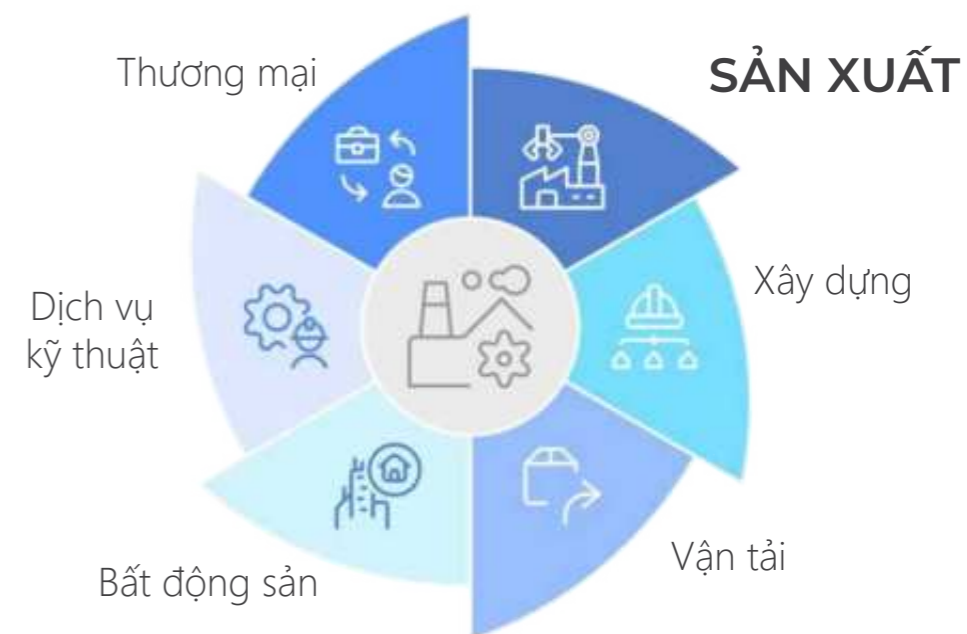 Thương mại
SẢN XUẤT
Xây dựng
Dịch vụ
kỹ thuật
Vận tải
Bất động sản